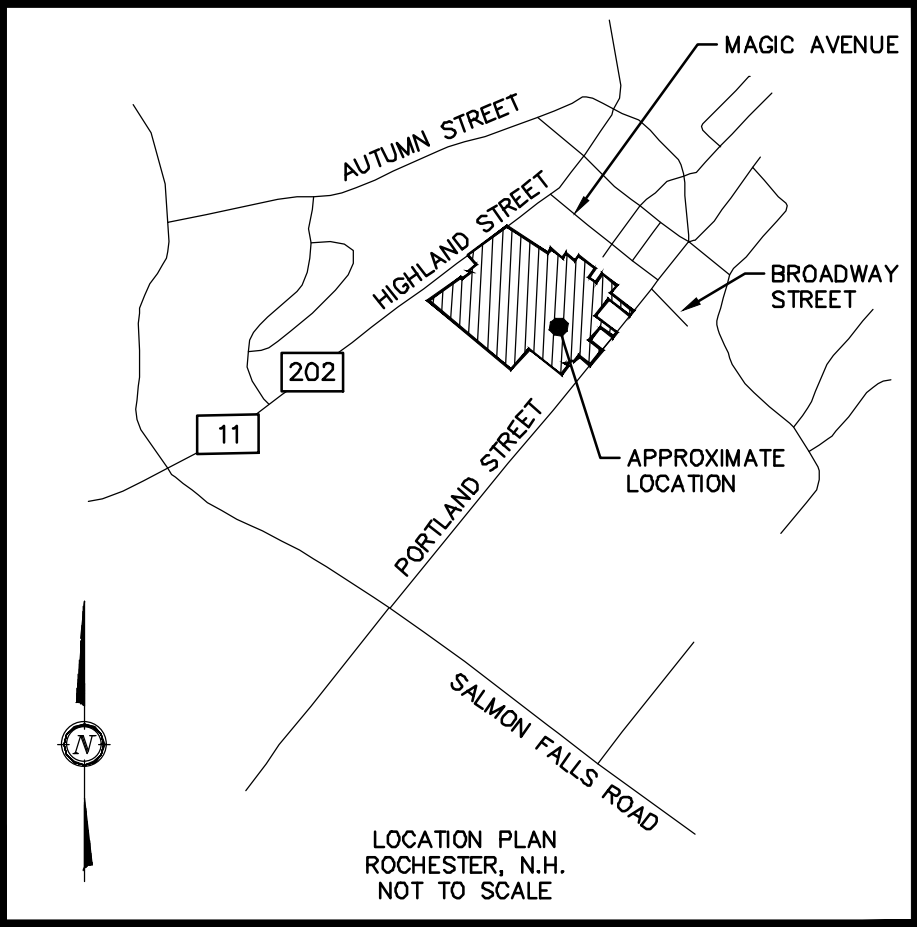 MAGIC AVENUE
AUTUMN STREET
HIGHLAND STREET
BROADWAY
STREET
202
11
APPROXIMATE
LOCATION
PORTLAND STREET
SALMON FALLS ROAD
N
LOCATION PLAN
ROCHESTER, N.H.
NOT TO SCALE